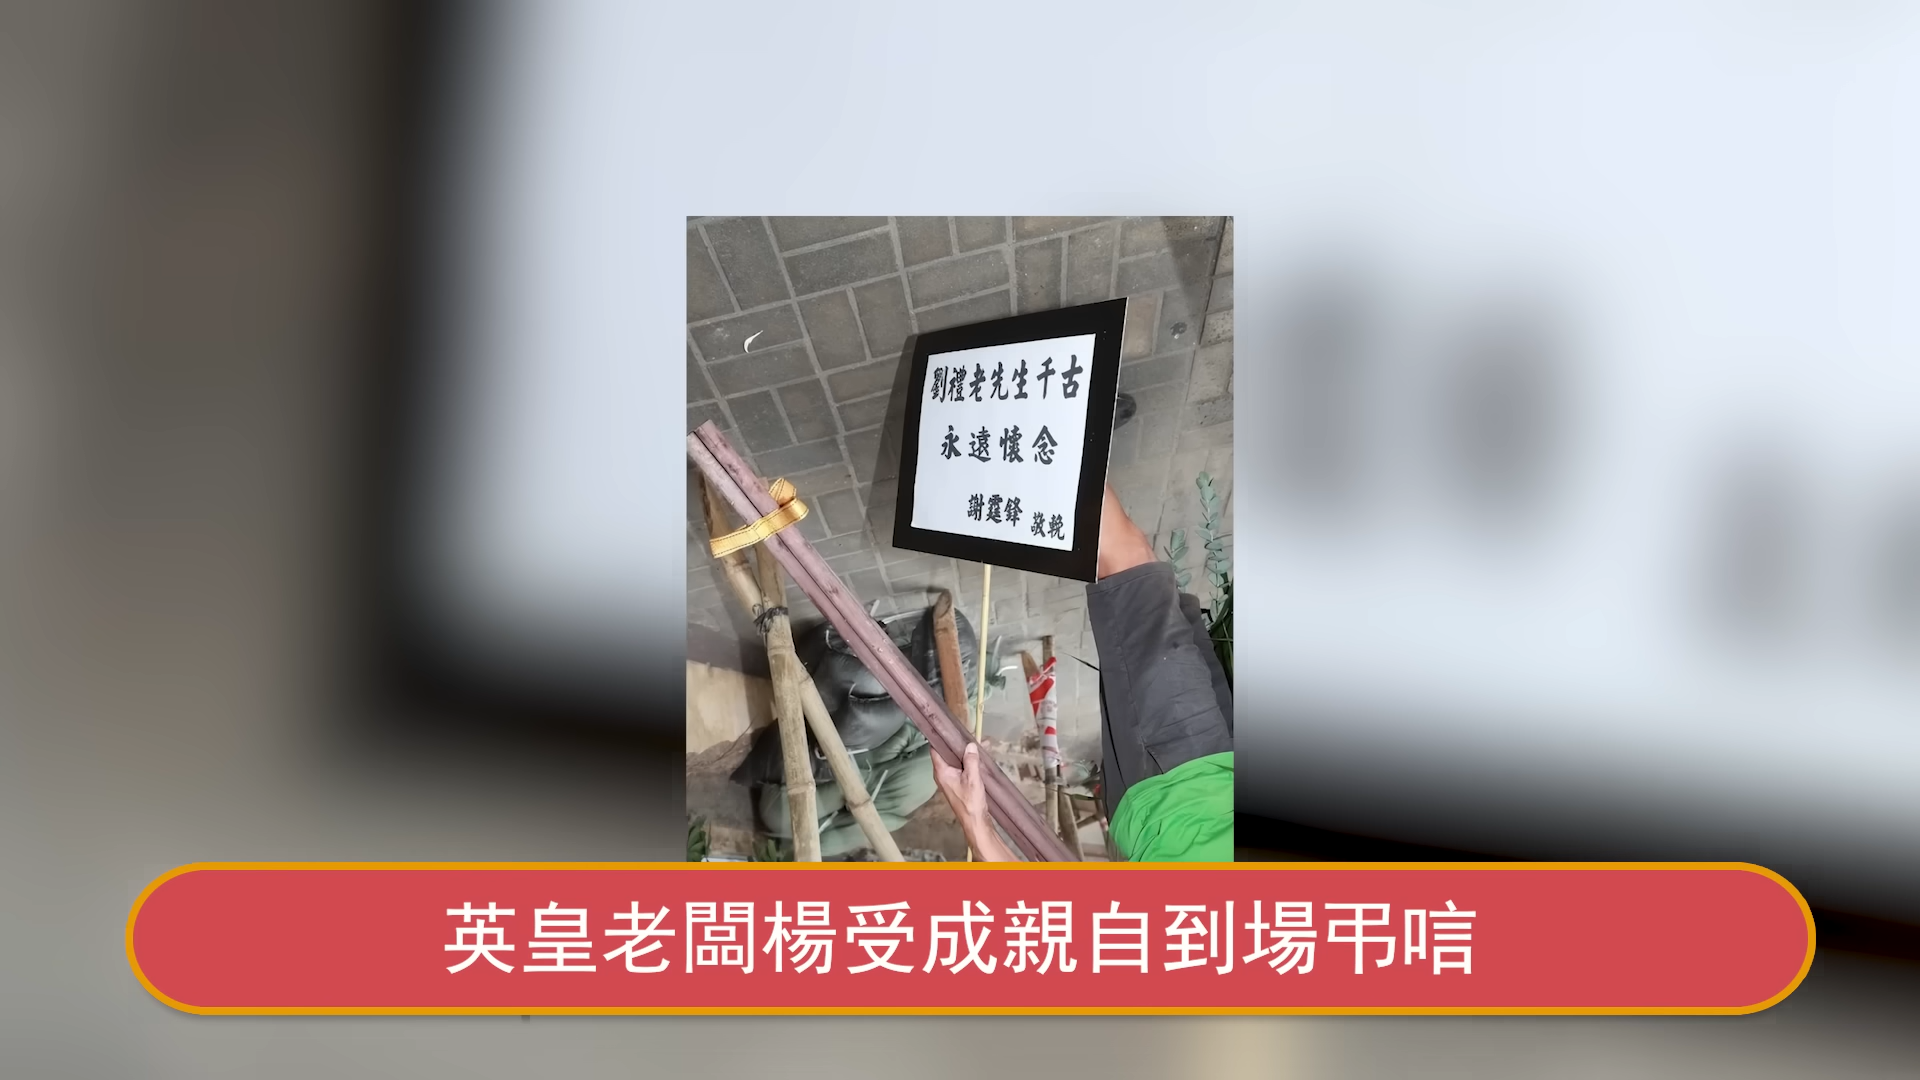 劉禮老先生千古
永遠懷念
謝霆鋒 敬輓
英皇老闆楊受成親自到場弔唁